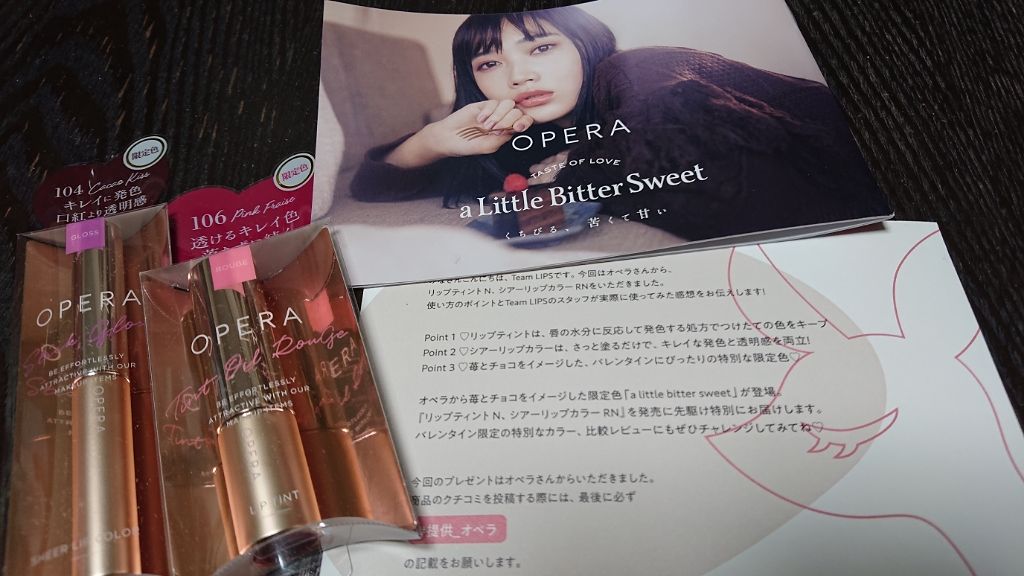 OPERA
TASTE OF LOVE
a Little Bitter Sweet
くちびる、苦くて甘い
限定色
104 Cacao Kiss
キレイに発色
口紅より透明感
限定色
106 Pink Fraise
透けるキレイ色
GLOSS
OPERA
BE EFFORTLESSLY
ATTRACTIVE WITH OUR
MAKEUP ITEMS
OPERA
SHEER LIP COLOR
ROUGE
OPERA
Tint Oil Rouge
BE EFFORTLESSLY
ATTRACTIVE WITH OUR
MAKEUP ITEMS
OPERA
LIP TINT
こんにちは、Team LIPSです。今回はオペラさんから、
リップティントN、シアーリップカラー RNをいただきました。
使い方のポイントとTeam LIPSのスタッフが実際に使ってみた感想をお伝えします!
Point 1 ♡リップティントは、唇の水分に反応して発色する処方でつけたての色をキープ
Point 2 ♡シアーリップカラーは、さっと塗るだけで、キレイな発色と透明感を両立!
Point 3 ♡苺とチョコをイメージした、バレンタインにぴったりの特別な限定色♡
オペラから苺とチョコをイメージした限定色「a little bitter sweet」が登場。
『リップティントN、シアーリップカラー RN』を発売に先駆け特別にお届けします。
バレンタイン限定の特別なカラー、比較レビューにもぜひチャレンジしてみてね♡
今回のプレゼントはオペラさんからいただきました。
商品のクチコミを投稿する際には、最後に必ず
提供_オペラ
の記載をお願いします。